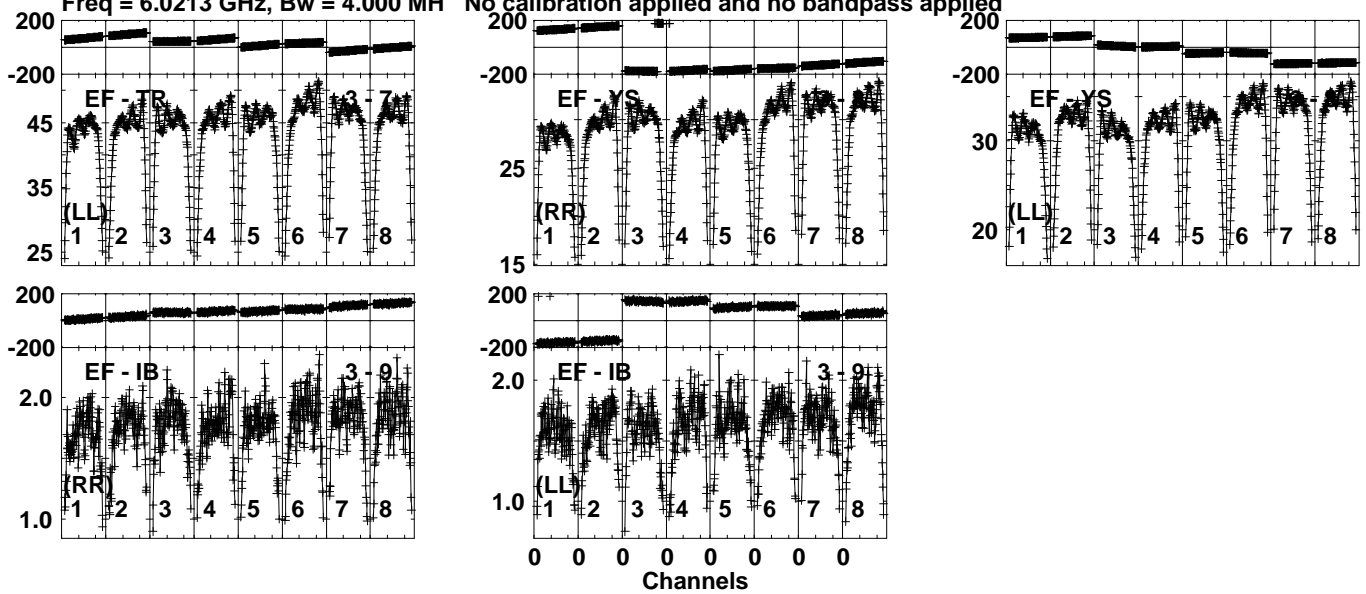 Freq = 6.0213 GHz, Bw = 4.000 MH No calibration applied and no bandpass applied
200
-200
EF - TR 3 - 7
45
35
25
(LL)
1 2 3 4 5 6 7 8
200
-200
EF - YS
25
15
(RR)
1 2 3 4 5 6 7 8
200
-200
EF - YS
30
20
(LL)
1 2 3 4 5 6 7 8
200
-200
EF - IB 3 - 9
2.0
1.0
(RR)
1 2 3 4 5 6 7 8
200
-200
EF - IB 3 - 9
2.0
1.0
(LL)
1 2 3 4 5 6 7 8
0 0 0 0 0 0 0 0
Channels